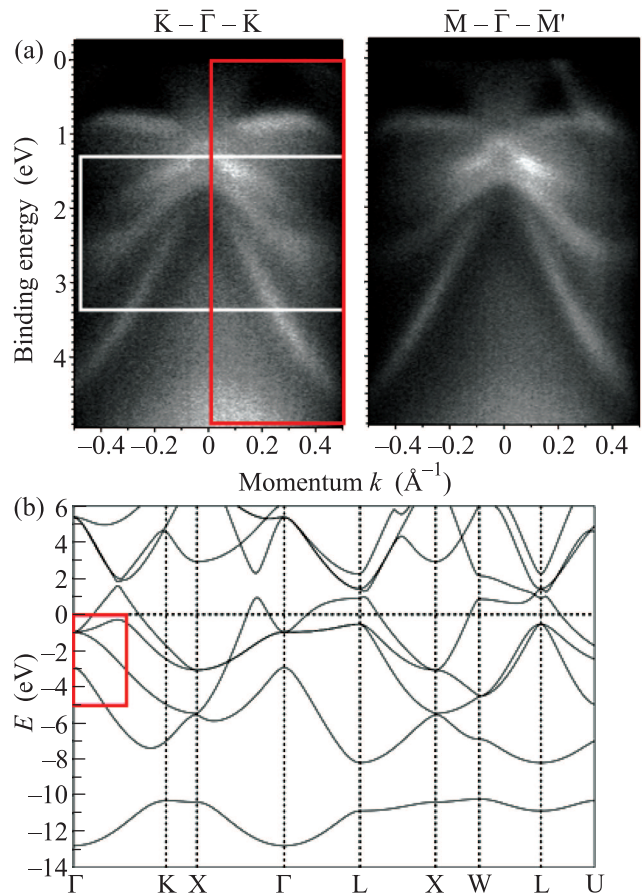 K̄ – Γ̄ – K̄
M̄ – Γ̄ – M̄'
(a)
0
1
2
3
4
Binding energy (eV)
−0.4 −0.2 0 0.2 0.4
−0.4 −0.2 0 0.2 0.4
Momentum k (Å⁻¹)
(b)
6
4
2
0
−2
−4
−6
−8
−10
−12
−14
E (eV)
Γ K X Γ L X W L U